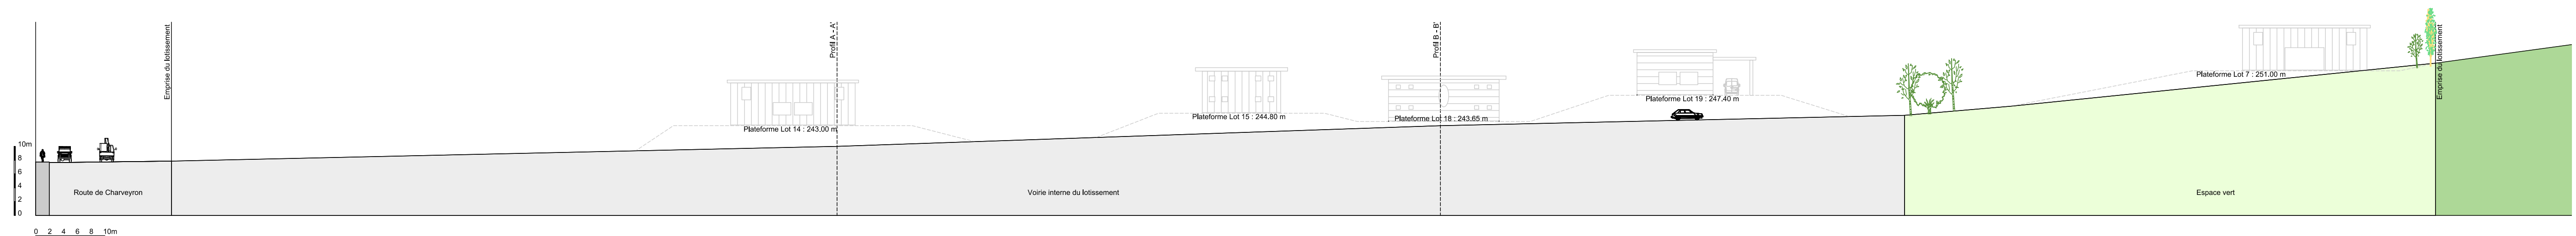 Emprise du lotissement
Profil A - A'
Profil B - B'
Emprise du lotissement
Plateforme Lot 7 : 251.00 m
Plateforme Lot 19 : 247.40 m
Plateforme Lot 15 : 244.80 m
Plateforme Lot 18 : 243.65 m
Plateforme Lot 14 : 243.00 m
10m
8
6
4
2
0
Route de Charveyron
Voirie interne du lotissement
Espace vert
0 2 4 6 8 10m